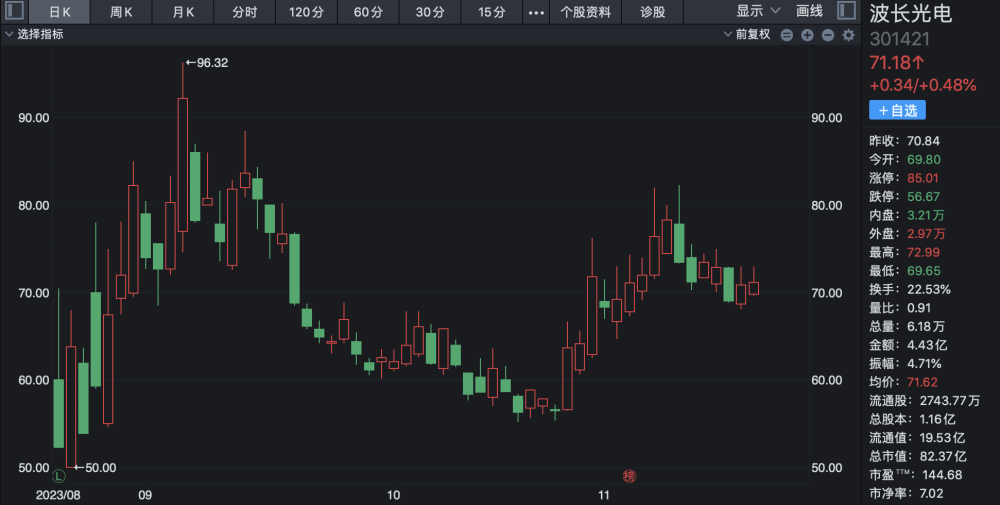 日K 周K 月K 分时 120分 60分 30分 15分 ••• 个股资料 诊股 显示 画线
选择指标 前复权
96.32
90.00 90.00
80.00 80.00
70.00 70.00
60.00 60.00
50.00 50.00 50.00
L 榜
2023/08 09 10 11
波长光电
301421
71.18↑
+0.34/+0.48%
+自选
昨收: 70.84
今开: 69.80
涨停: 85.01
跌停: 56.67
内盘: 3.21万
外盘: 2.97万
最高: 72.99
最低: 69.65
换手: 22.53%
量比: 0.91
总量: 6.18万
金额: 4.43亿
振幅: 4.71%
均价: 71.62
流通股: 2743.77万
总股本: 1.16亿
流通值: 19.53亿
总市值: 82.37亿
市盈TTM: 144.68
市净率: 7.02